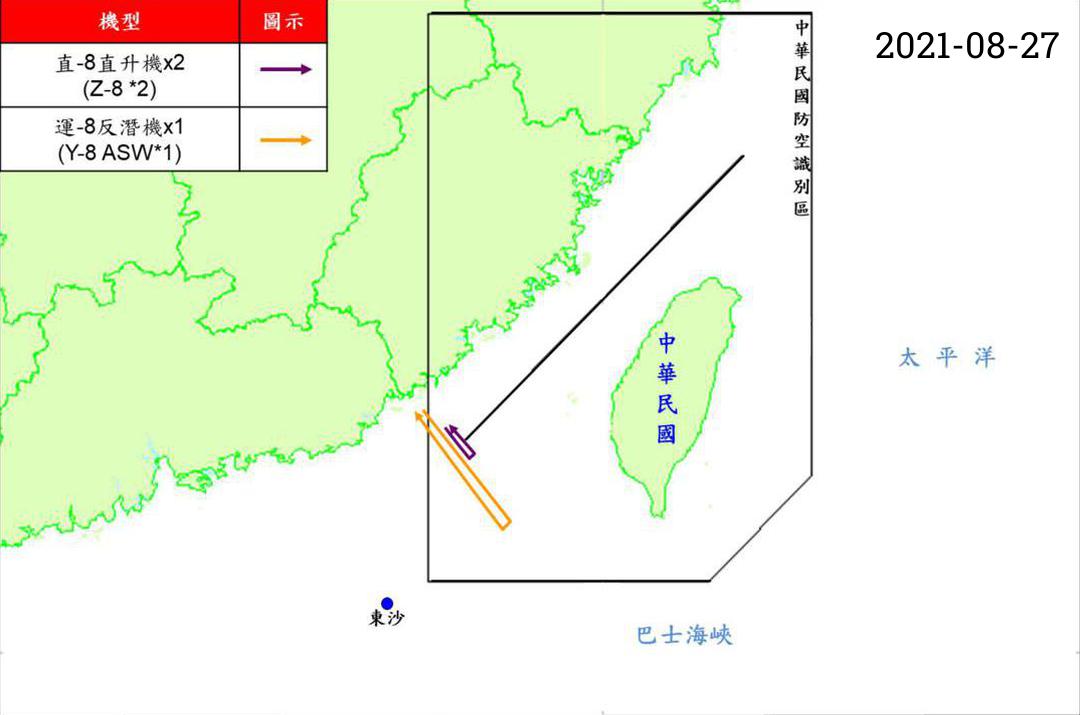 機型 圖示
直-8直升機x2
(Z-8 *2)
運-8反潛機x1
(Y-8 ASW*1)
2021-08-27
中華民國防空識別區
中華民國
太平洋
東沙
巴士海峽